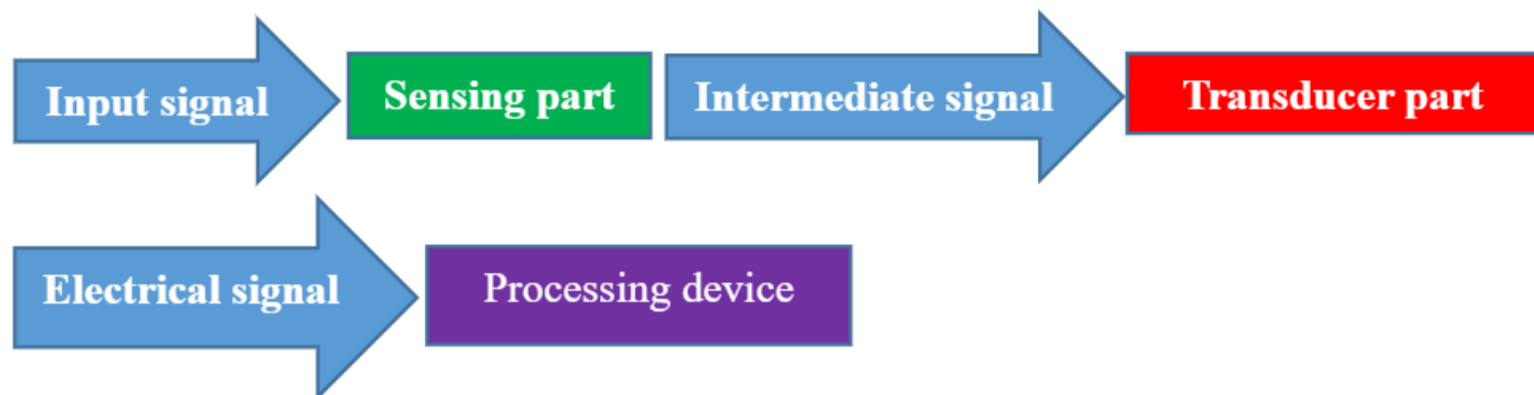 Input signal
Sensing part
Intermediate signal
Transducer part
Electrical signal
Processing device